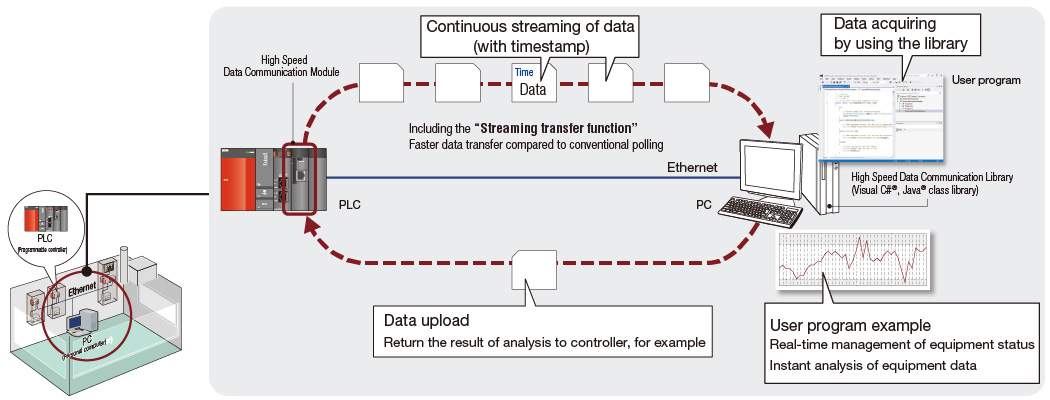 Continuous streaming of data
(with timestamp)
Data acquiring
by using the library
High Speed
Data Communication Module
Time
Data
User program
Including the “Streaming transfer function”
Faster data transfer compared to conventional polling
Ethernet
PLC
PC
High Speed Data Communication Library
(Visual C#®, Java® class library)
PLC
(Programmable controller)
Ethernet
PC
(Personal computer)
Data upload
Return the result of analysis to controller, for example
User program example
Real-time management of equipment status
Instant analysis of equipment data